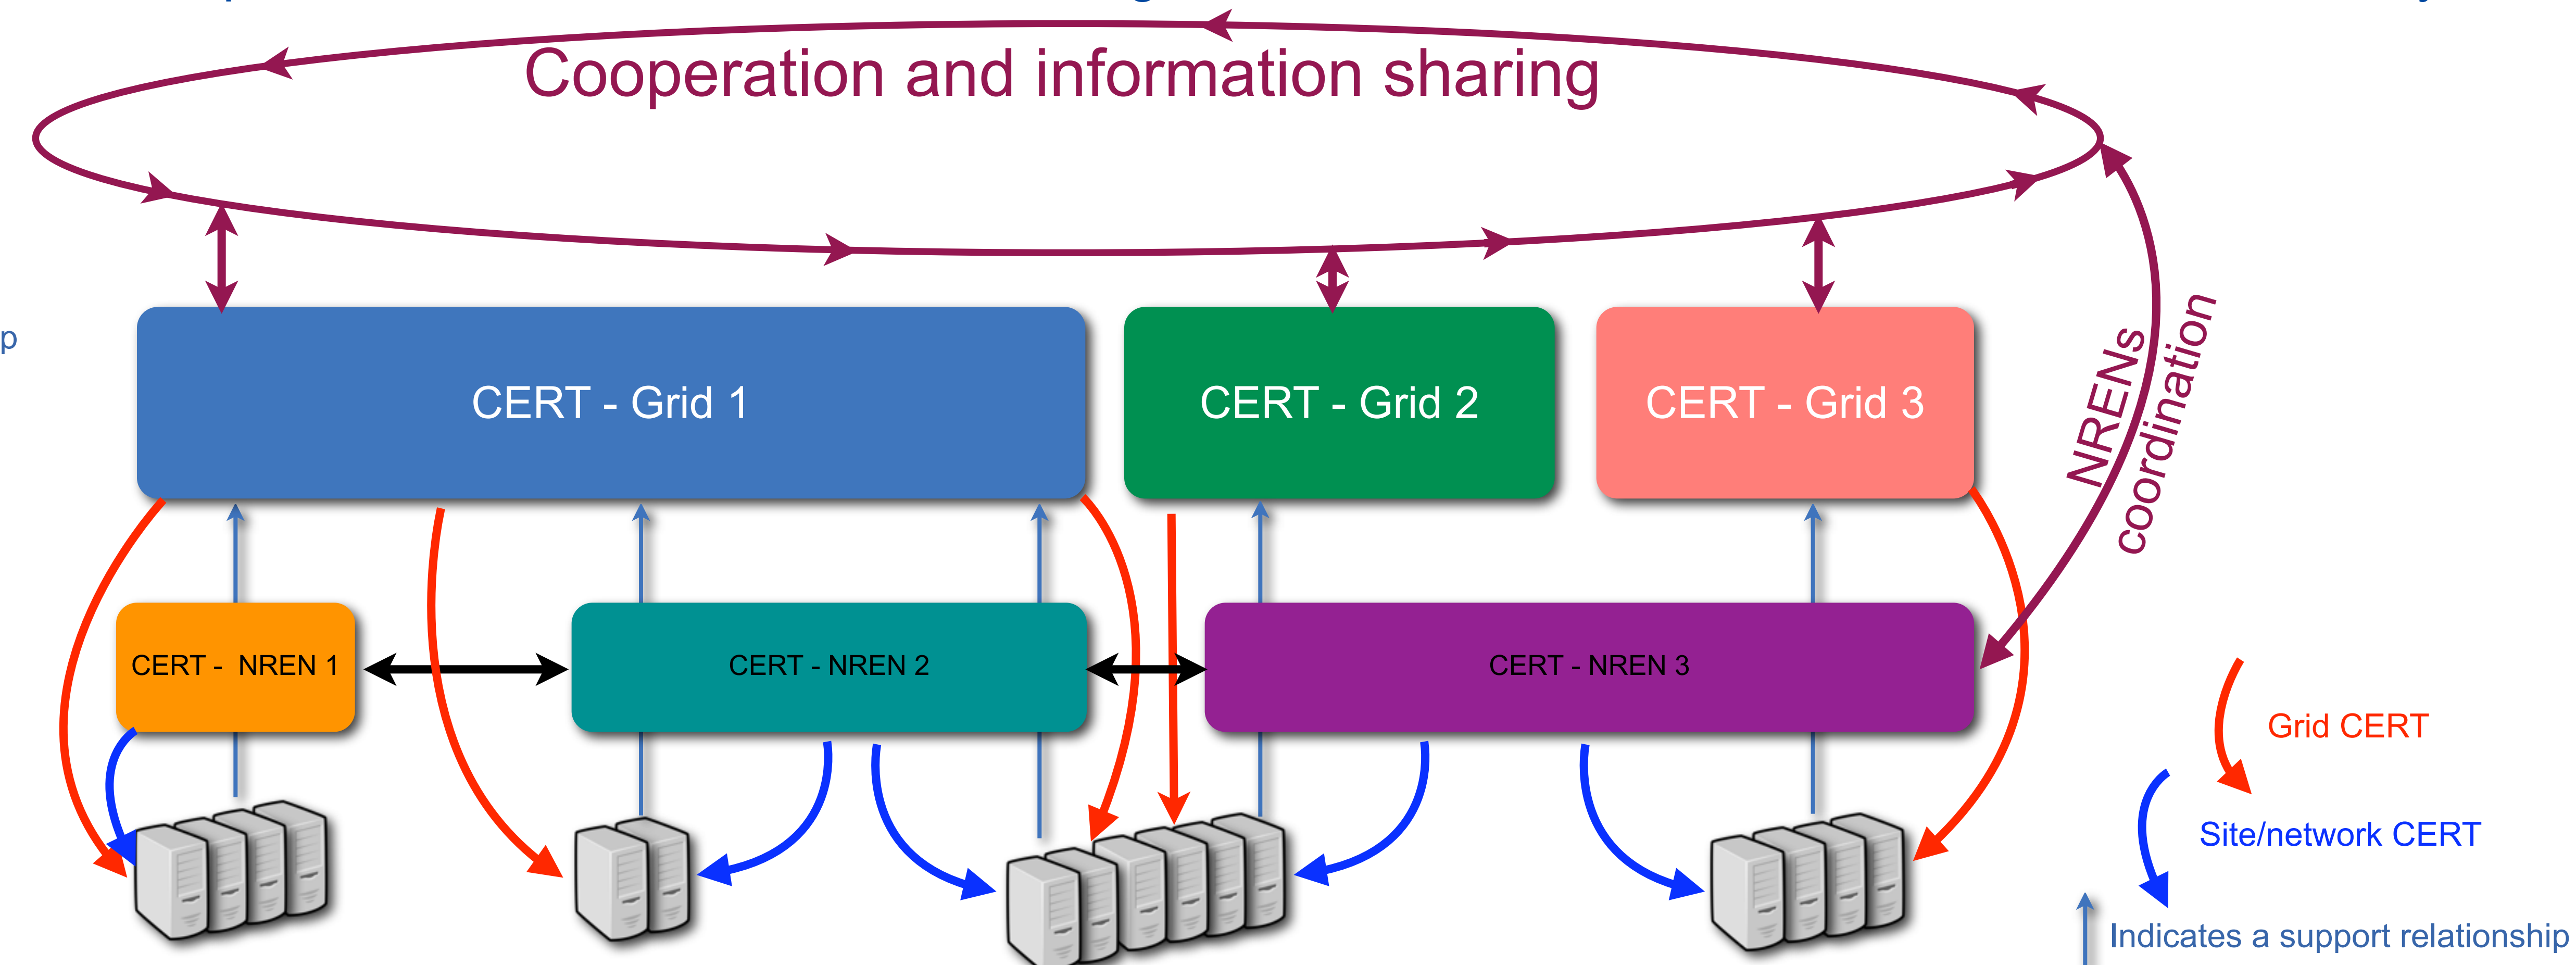 Cooperation and information sharing
p
CERT - Grid 1
CERT - Grid 2
CERT - Grid 3
NRENs
coordination
CERT - NREN 1
CERT - NREN 2
CERT - NREN 3
Grid CERT
Site/network CERT
Indicates a support relationship